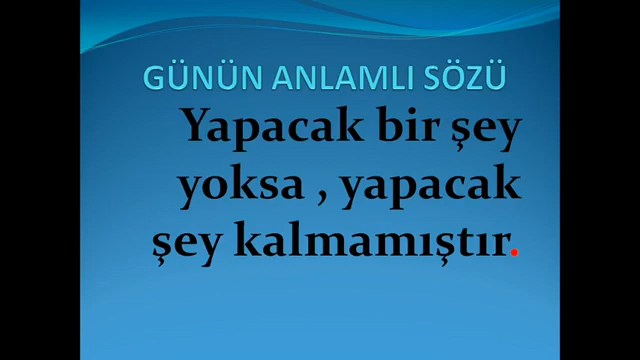 GÜNÜN ANLAMLI SÖZÜ
Yapacak bir şey
yoksa , yapacak
şey kalmamıştır.